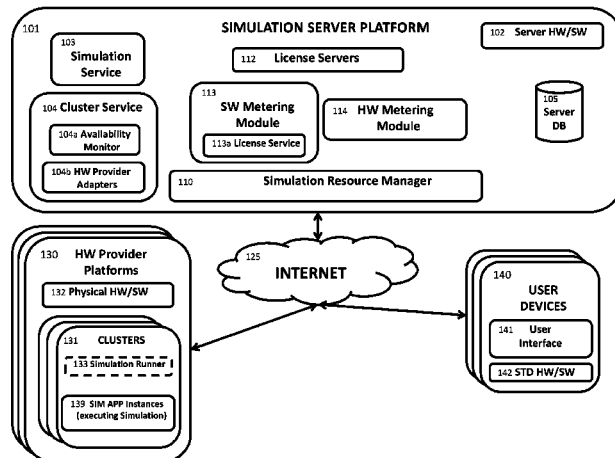 101 SIMULATION SERVER PLATFORM
102 Server HW/SW
103
Simulation
Service
112 License Servers
104 Cluster Service
104a Availability
Monitor
104b HW Provider
Adapters
113
SW Metering
Module
113a License Service
114 HW Metering
Module
105
Server
DB
110 Simulation Resource Manager
125
INTERNET
130 HW Provider
Platforms
132 Physical HW/SW
131 CLUSTERS
133 Simulation Runner
139 SIM APP Instances
(executing Simulation)
140
USER
DEVICES
141 User
Interface
142 STD HW/SW